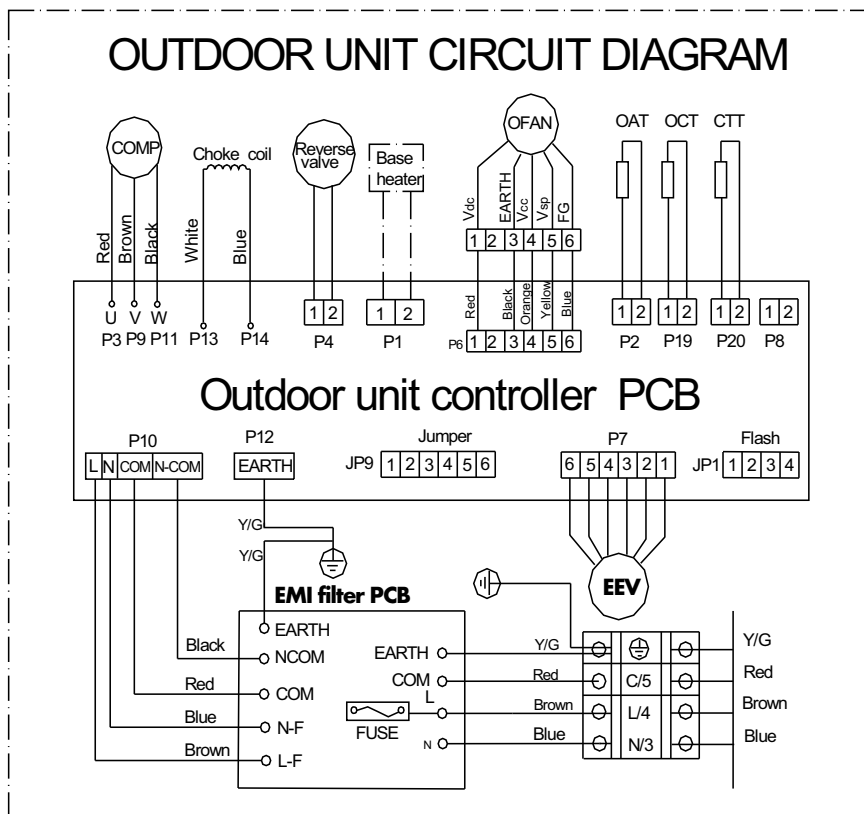 OUTDOOR UNIT CIRCUIT DIAGRAM
COMP
Choke coil
Reverse
valve
Base
heater
OFAN
OAT OCT CTT
Red
Brown
Black
White
Blue
Vdc
EARTH
Vcc
Vsp
FG
1 2 3 4 5 6
Red
Black
Orange
Yellow
Blue
U V W
P3 P9 P11 P13 P14
1 2
P4
1 2
P1
P6 1 2 3 4 5 6
1 2
P2
1 2
P19
1 2
P20
1 2
P8
Outdoor unit controller PCB
P10
L N COM N-COM
P12
EARTH
Jumper
JP9 1 2 3 4 5 6
P7
6 5 4 3 2 1
Flash
JP1 1 2 3 4
Y/G
Y/G
EEV
EMI filter PCB
EARTH
Black NCOM
Red COM
Blue N-F
Brown L-F
EARTH Y/G
COM Red C/5
L Brown L/4
FUSE
N Blue N/3
Y/G
Red
Brown
Blue